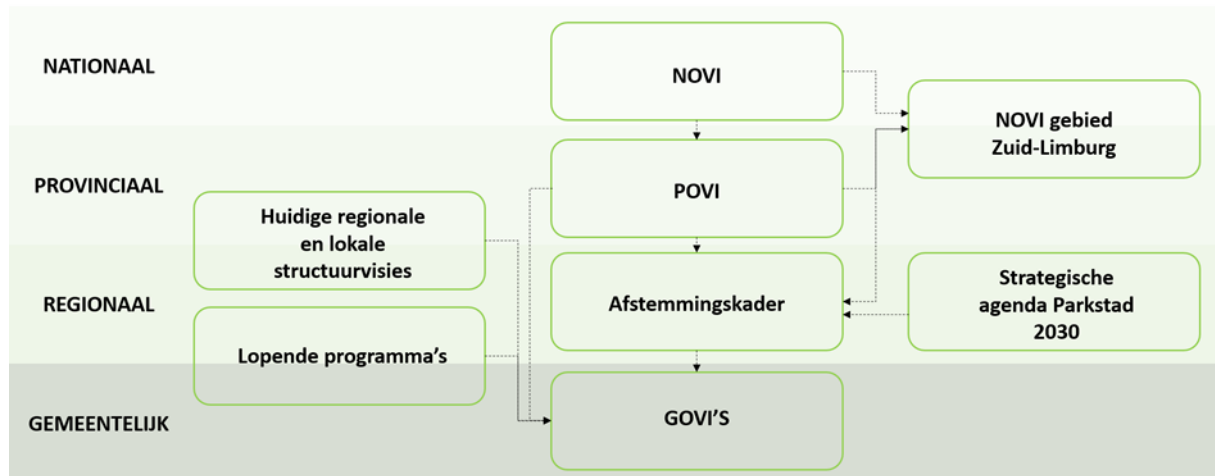 NATIONAAL
NOVI
NOVI gebied
Zuid-Limburg
PROVINCIAAL
POVI
Huidige regionale
en lokale
structuurvisies
REGIONAAL
Afstemmingskader
Strategische
agenda Parkstad
2030
Lopende programma’s
GEMEENTELIJK
GOVI’S